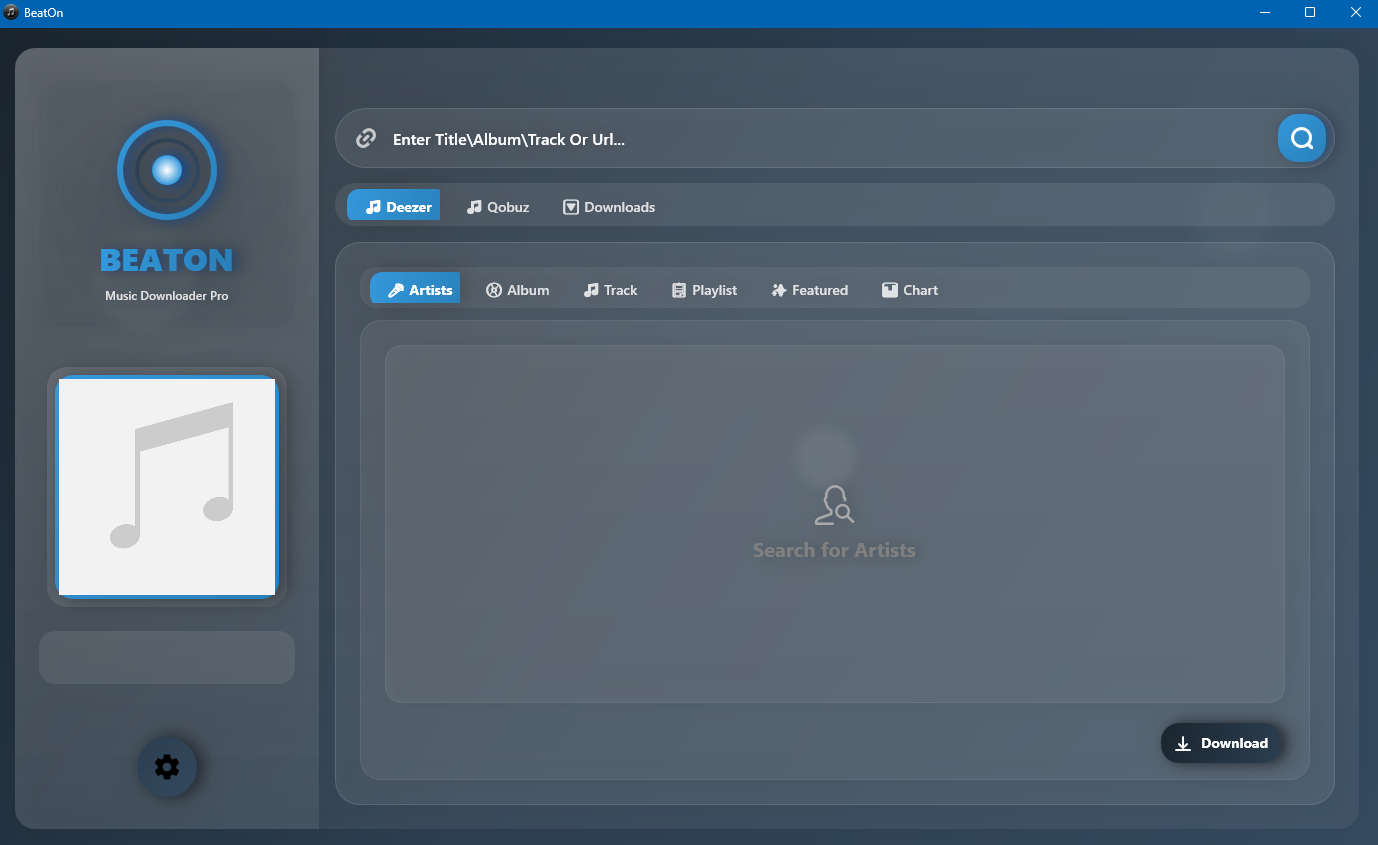 BeatOn
BEATON
Music Downloader Pro
Enter Title\Album\Track Or Url...
Deezer
Qobuz
Downloads
Artists
Album
Track
Playlist
Featured
Chart
Search for Artists
Download